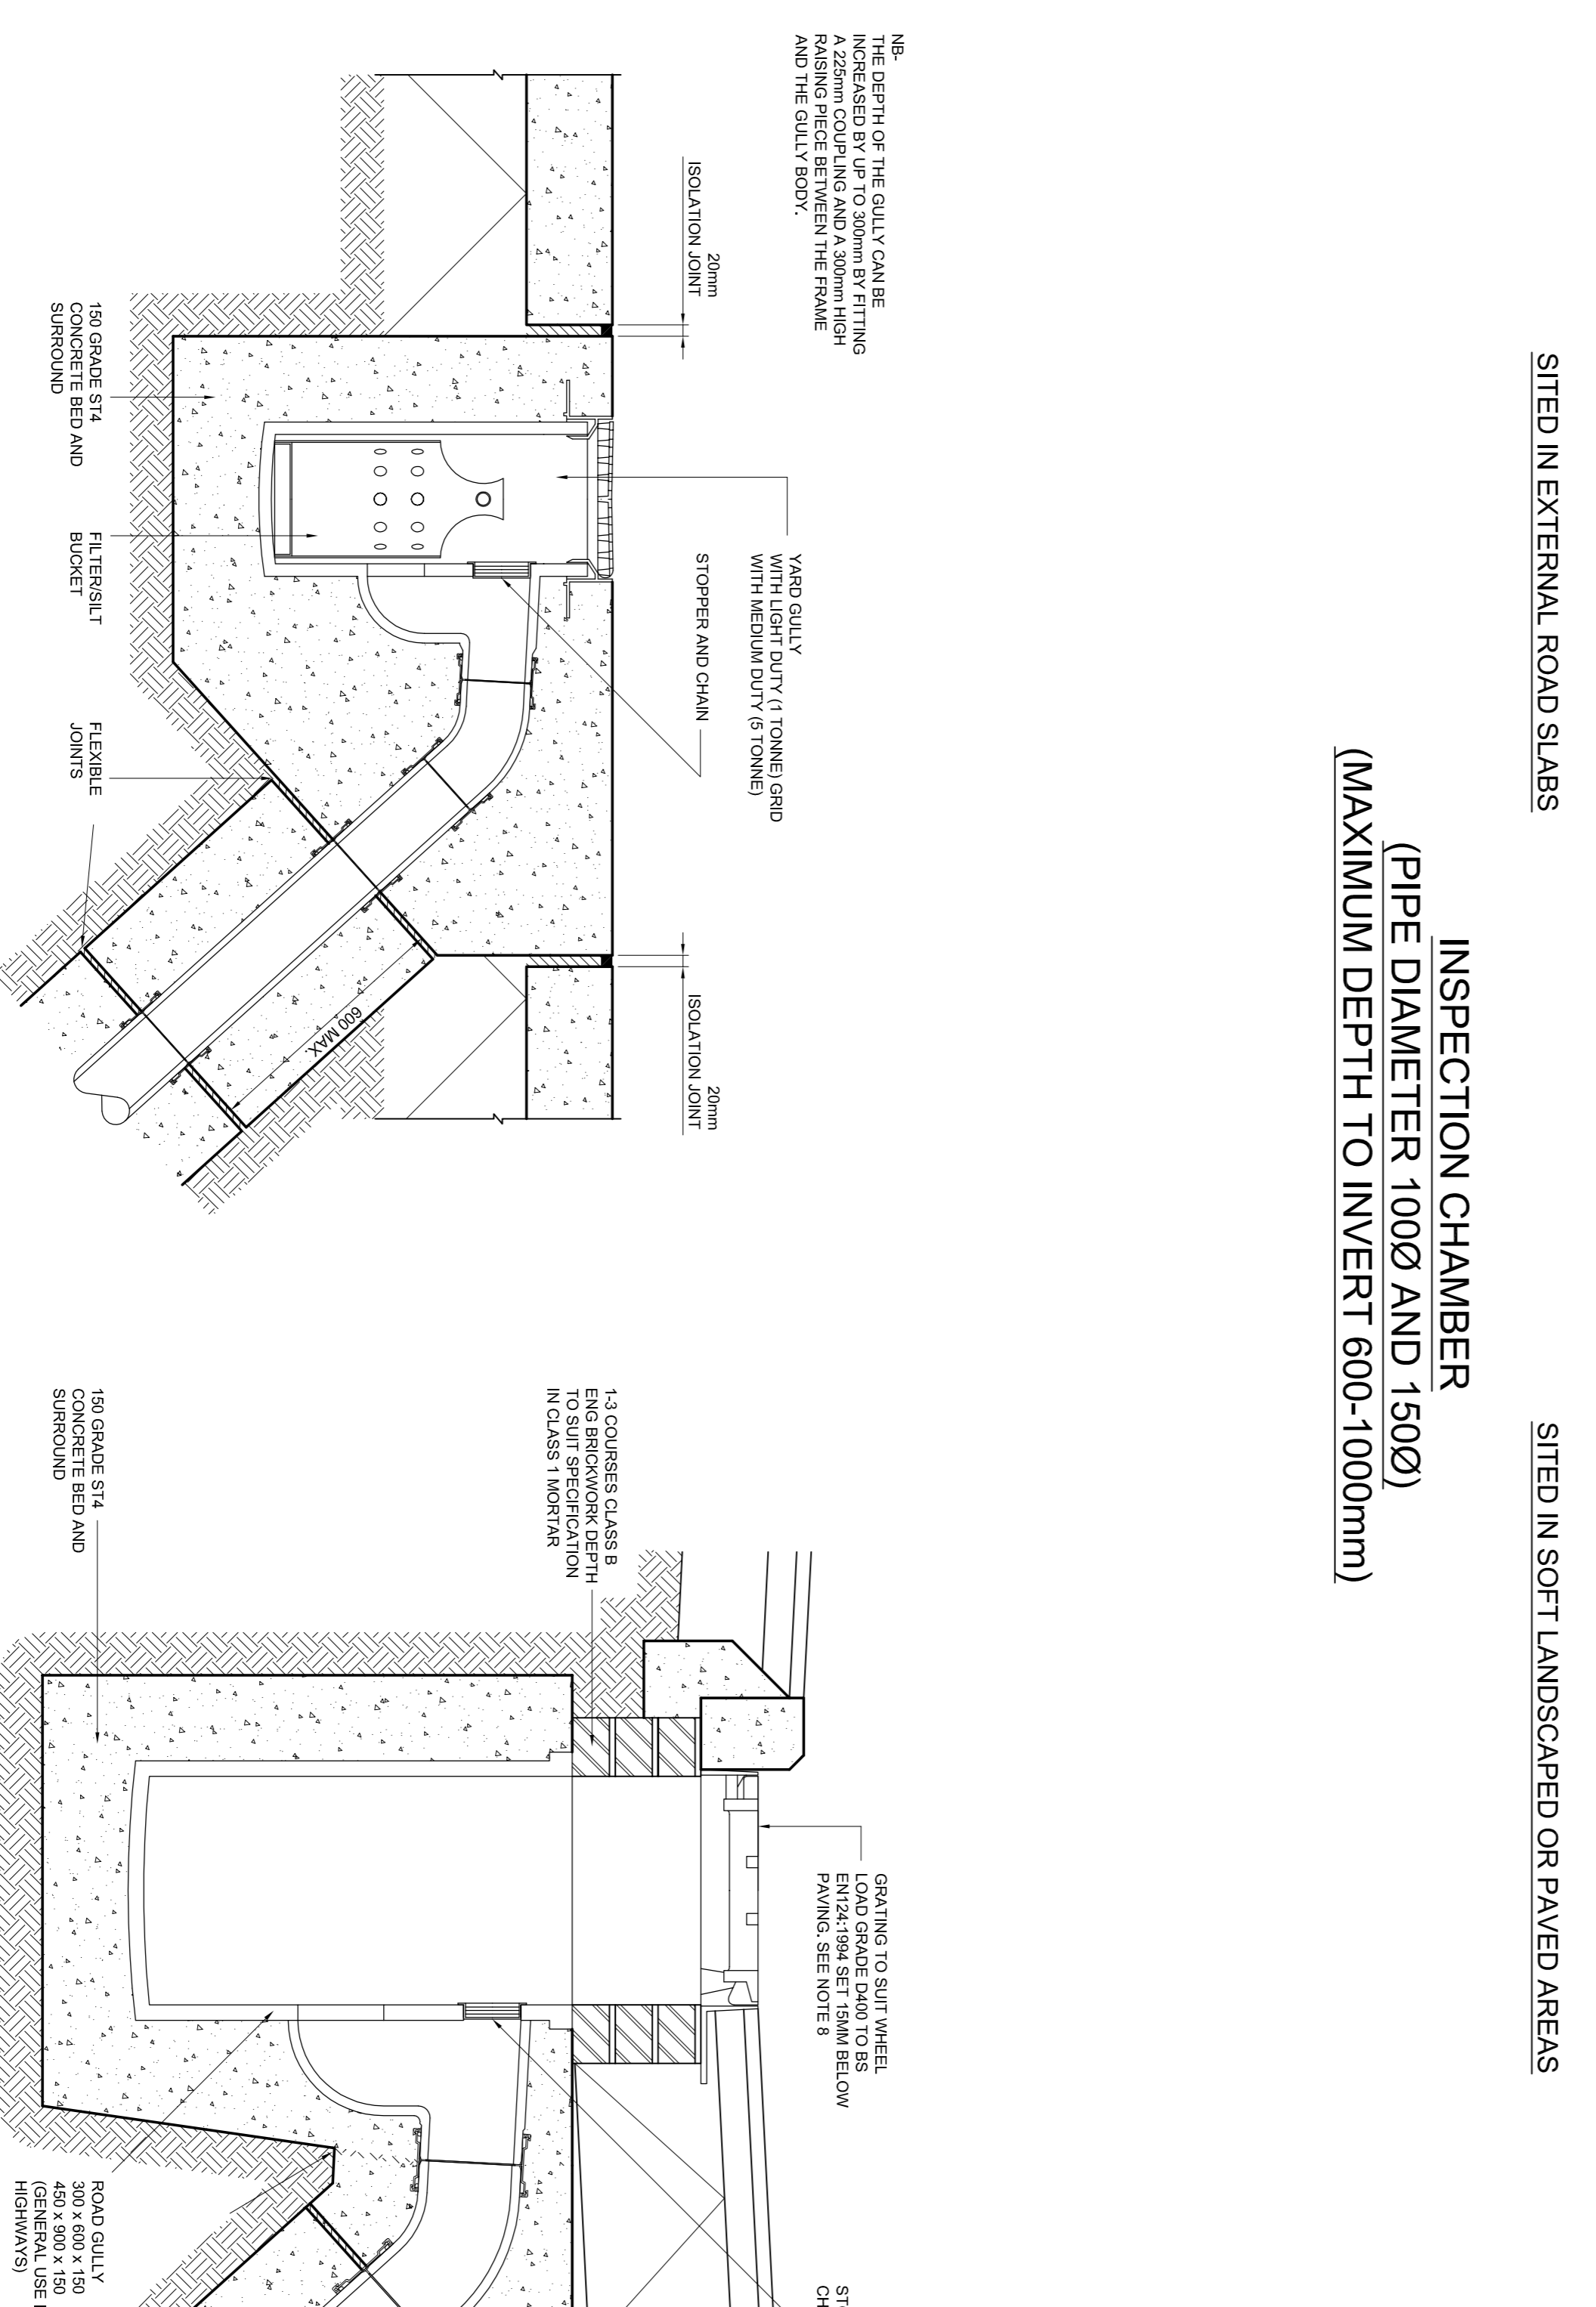 SITED IN EXTERNAL ROAD SLABS
SITED IN SOFT LANDSCAPED OR PAVED AREAS
INSPECTION CHAMBER
(PIPE DIAMETER 100Ø AND 150Ø)
(MAXIMUM DEPTH TO INVERT 600-1000mm)
NB-
THE DEPTH OF THE GULLY CAN BE
INCREASED BY UP TO 300mm BY FITTING
A 225mm COUPLING AND A 300mm HIGH
RAISING PIECE BETWEEN THE FRAME
AND THE GULLY BODY.
20mm
ISOLATION JOINT
YARD GULLY
WITH LIGHT DUTY (1 TONNE) GRID
WITH MEDIUM DUTY (5 TONNE)
STOPPER AND CHAIN
20mm
ISOLATION JOINT
600 MAX.
150 GRADE ST4
CONCRETE BED AND
SURROUND
FILTER/SILT
BUCKET
FLEXIBLE
JOINTS
GRATING TO SUIT WHEEL
LOAD GRADE D400 TO BS
EN124:1994 SET 15MM BELOW
PAVING. SEE NOTE 8
1-3 COURSES CLASS B
ENG BRICKWORK DEPTH
TO SUIT SPECIFICATION
IN CLASS 1 MORTAR
150 GRADE ST4
CONCRETE BED AND
SURROUND
ROAD GULLY
300 x 600 x 150
450 x 900 x 150
(GENERAL USE
HIGHWAYS)